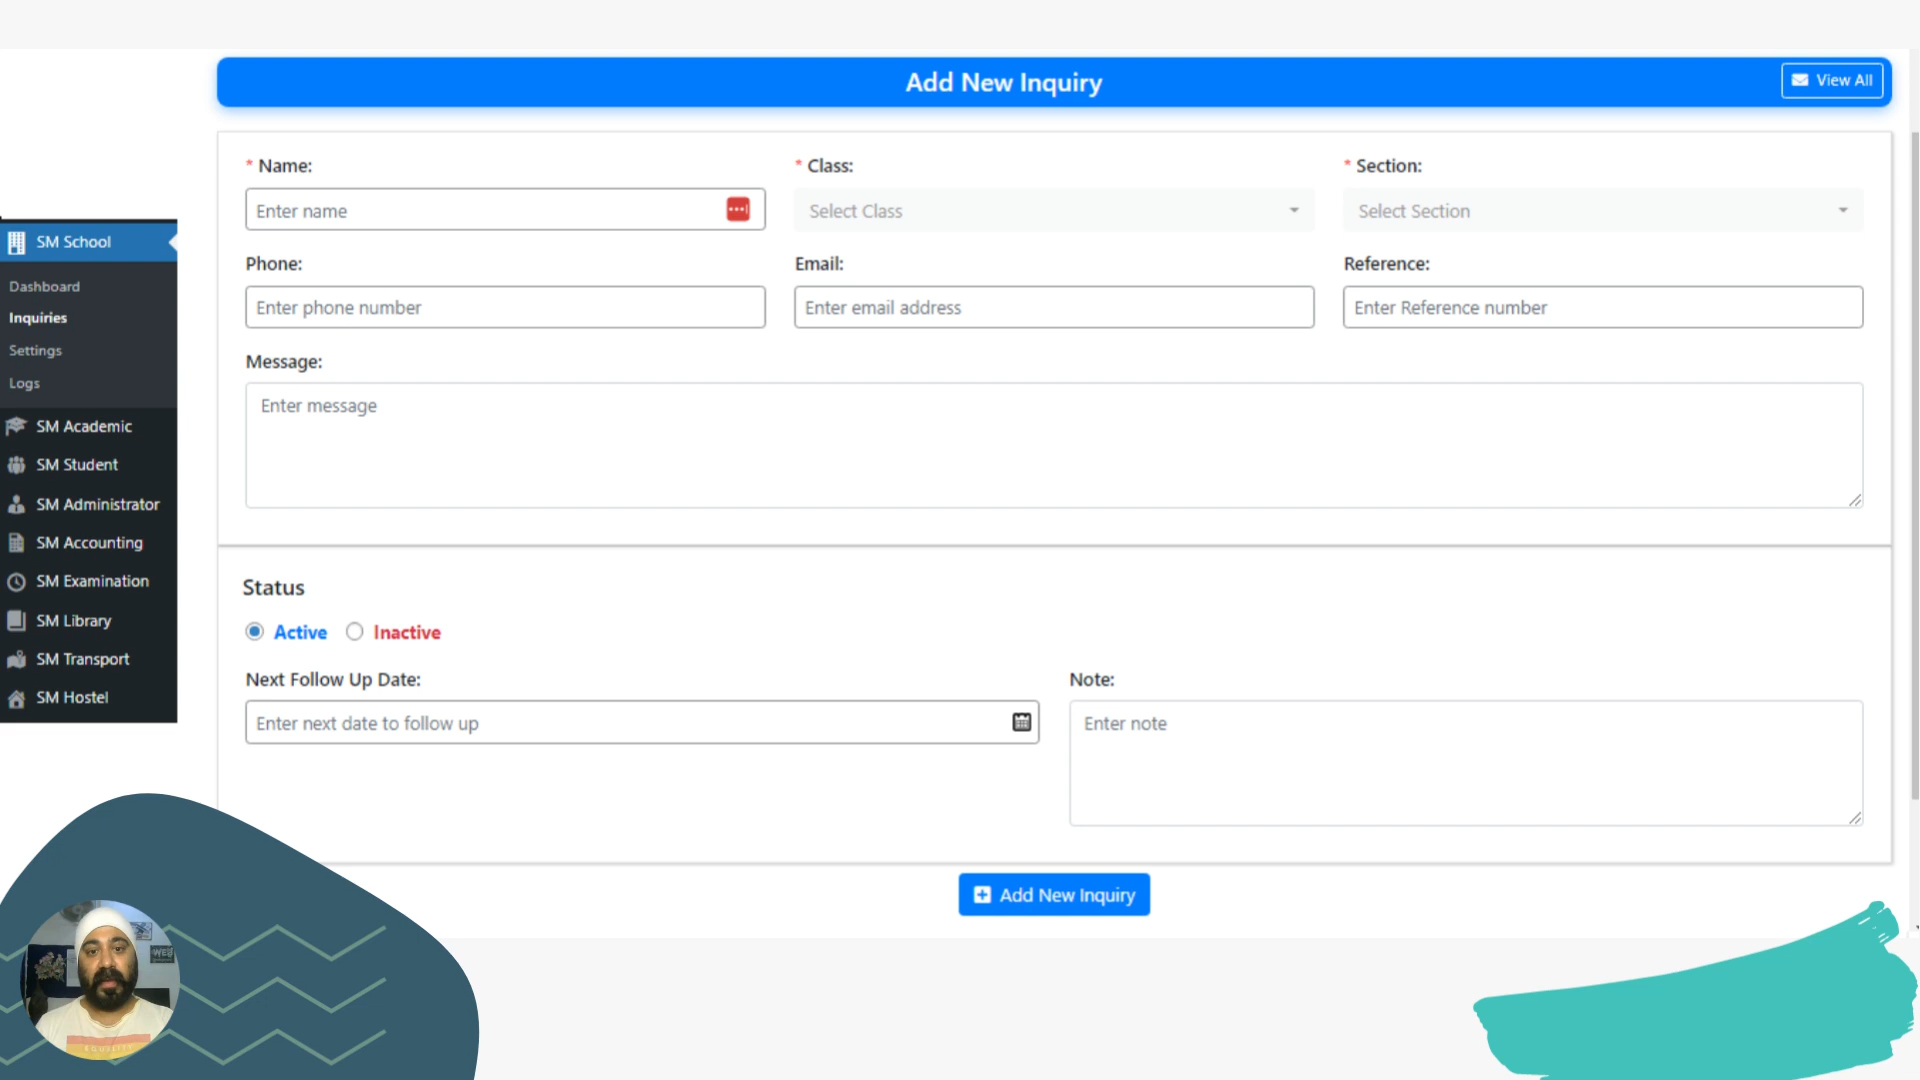 Add New Inquiry
View All
* Name:
* Class:
* Section:
Enter name
Select Class
Select Section
Phone:
Email:
Reference:
Enter phone number
Enter email address
Enter Reference number
Message:
Enter message
SM School
Dashboard
Inquiries
Settings
Logs
SM Academic
SM Student
SM Administrator
SM Accounting
SM Examination
SM Library
SM Transport
SM Hostel
Status
Active
Inactive
Next Follow Up Date:
Note:
Enter next date to follow up
Enter note
Add New Inquiry